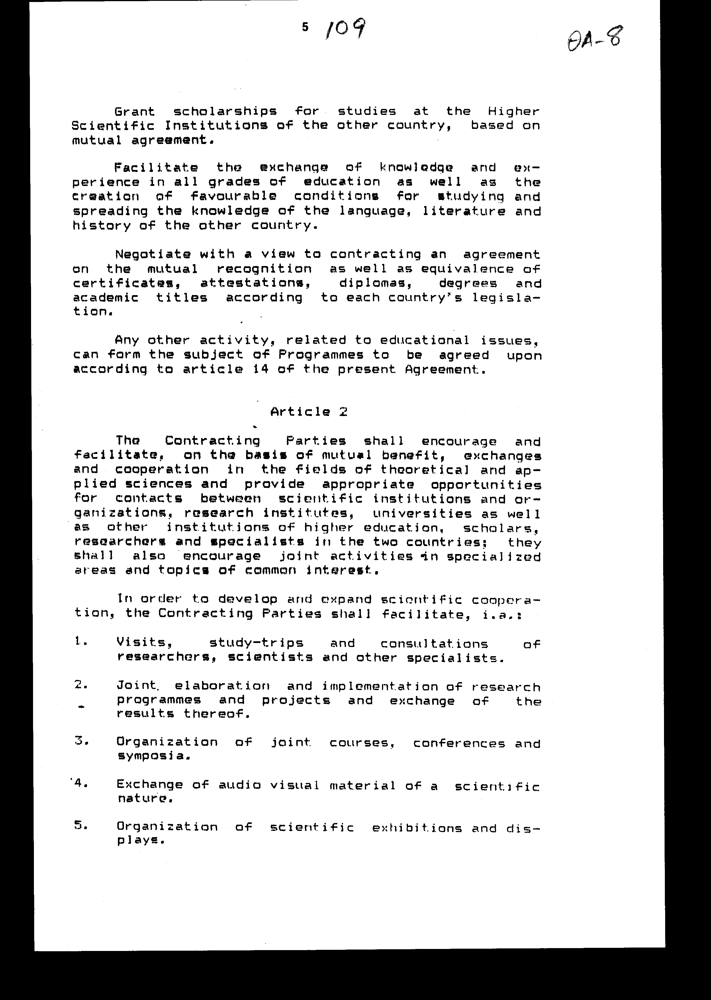 5 109
ΘA-8
Grant scholarships for studies at the Higher
Scientific Institutions of the other country, based on
mutual agreement.
Facilitate the exchange of knowledge and ex-
perience in all grades of education as well as the
creation of favourable conditions for studying and
spreading the knowledge of the language, literature and
history of the other country.
Negotiate with a view to contracting an agreement
on the mutual recognition as well as equivalence of
certificates, attestations, diplomas, degrees and
academic titles according to each country's legisla-
tion.
Any other activity, related to educational issues,
can form the subject of Programmes to be agreed upon
according to article 14 of the present Agreement.
Article 2
The Contracting Parties shall encourage and
facilitate, on the basis of mutual benefit, exchanges
and cooperation in the fields of theoretical and ap-
plied sciences and provide appropriate opportunities
for contacts between scientific institutions and or-
ganizations, research institutes, universities as well
as other institutions of higher education, scholars,
researchers and specialists in the two countries; they
shall also encourage joint activities in specialized
areas and topics of common interest.
In order to develop and expand scientific coopera-
tion, the Contracting Parties shall facilitate, i.a.:
1. Visits, study-trips and consultations of
researchers, scientists and other specialists.
2. Joint elaboration and implementation of research
programmes and projects and exchange of the
results thereof.
3. Organization of joint courses, conferences and
symposia.
4. Exchange of audio visual material of a scientific
nature.
5. Organization of scientific exhibitions and dis-
plays.